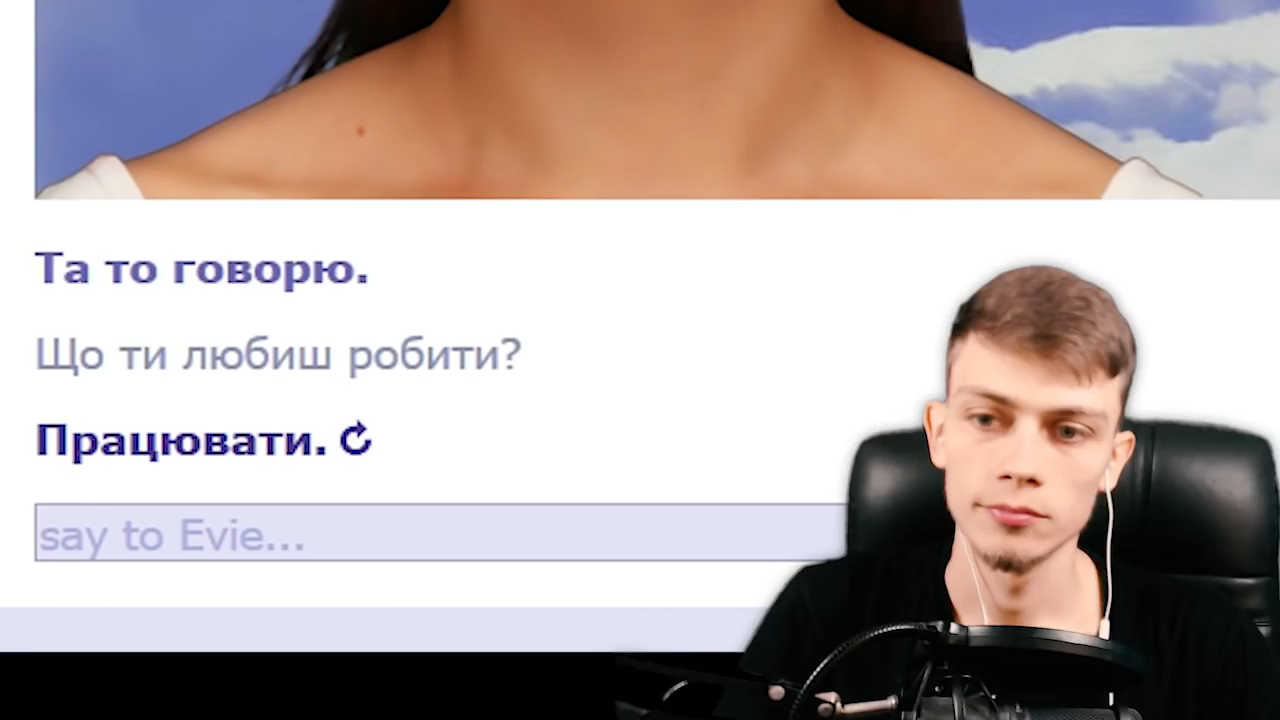 Та то говорю.
Що ти любиш робити?
Працювати.
say to Evie...